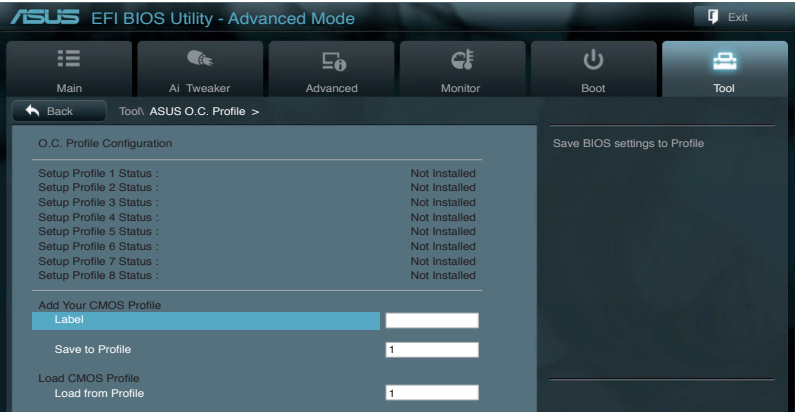 ASUS EFI BIOS Utility - Advanced Mode
Exit
Main
Ai Tweaker
Advanced
Monitor
Boot
Tool
Back
Tool\ ASUS O.C. Profile >
O.C. Profile Configuration
Save BIOS settings to Profile
Setup Profile 1 Status : Not Installed
Setup Profile 2 Status : Not Installed
Setup Profile 3 Status : Not Installed
Setup Profile 4 Status : Not Installed
Setup Profile 5 Status : Not Installed
Setup Profile 6 Status : Not Installed
Setup Profile 7 Status : Not Installed
Setup Profile 8 Status : Not Installed
Add Your CMOS Profile
Label
Save to Profile 1
Load CMOS Profile
Load from Profile 1